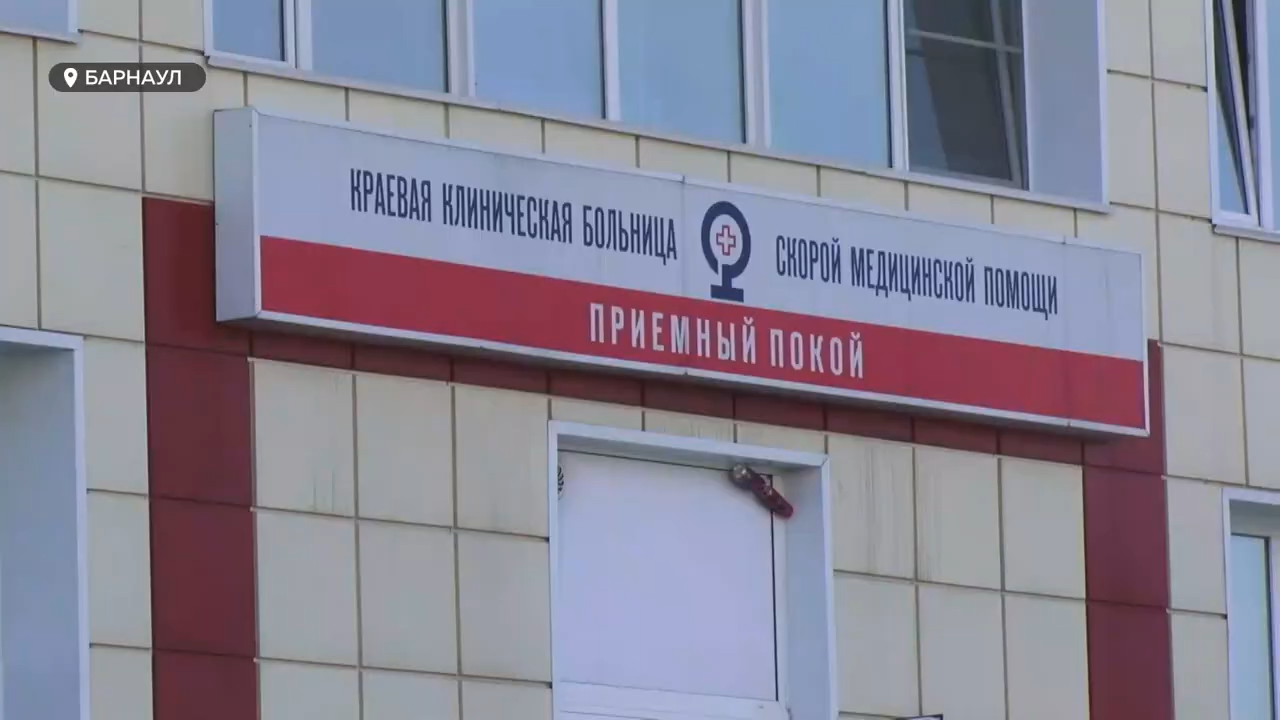 БАРНАУЛ
КРАЕВАЯ КЛИНИЧЕСКАЯ БОЛЬНИЦА СКОРОЙ МЕДИЦИНСКОЙ ПОМОЩИ
ПРИЕМНЫЙ ПОКОЙ